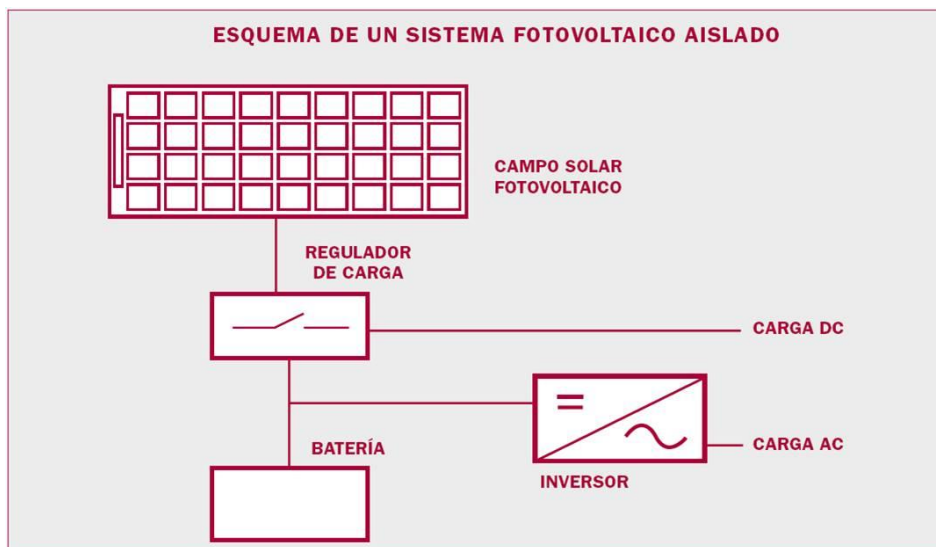 ESQUEMA DE UN SISTEMA FOTOVOLTAICO AISLADO
CAMPO SOLAR
FOTOVOLTAICO
REGULADOR
DE CARGA
CARGA DC
BATERÍA
CARGA AC
INVERSOR